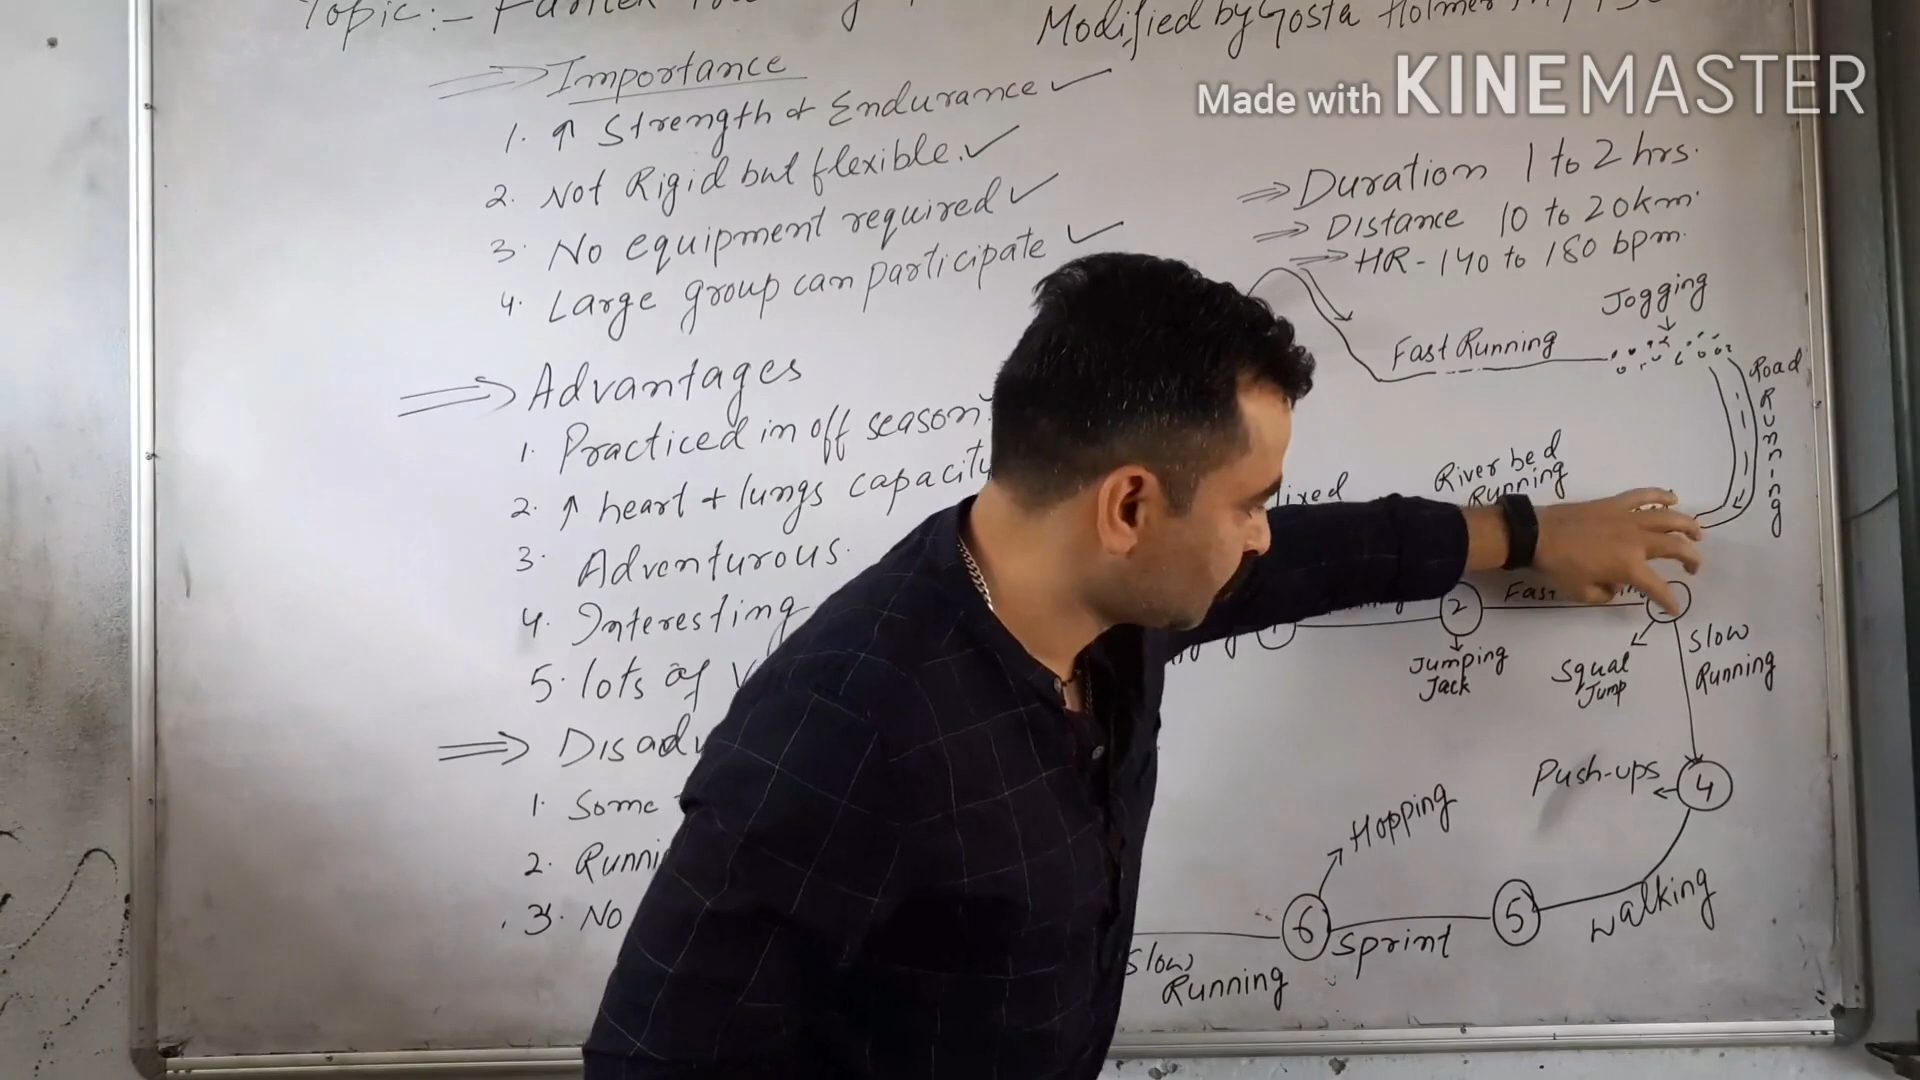 Topic:-
Modified by Gosta Holmer in
Made with KINEMASTER
⇒ Importance
1. ↑ Strength & Endurance ✓
2. Not Rigid but flexible. ✓
3. No equipment required ✓
4. Large group can participate ✓
⇒ Advantages
1. Practiced in off season
2. ↑ heart + lungs capacity
3. Adventurous.
4. Interesting
5. lots of
⇒
1. Some
2.
3. No
⇒ Duration 1 to 2 hrs.
⇒ Distance 10 to 20km.
⇒ HR - 140 to 180 bpm.
Jogging
Fast Running
Road Running
River bed
Running
2
Fast
Jumping
Jack
Squat
Jump
Slow
Running
Push-ups
4
Hopping
walking
5
Sprint
6
Slow
Running